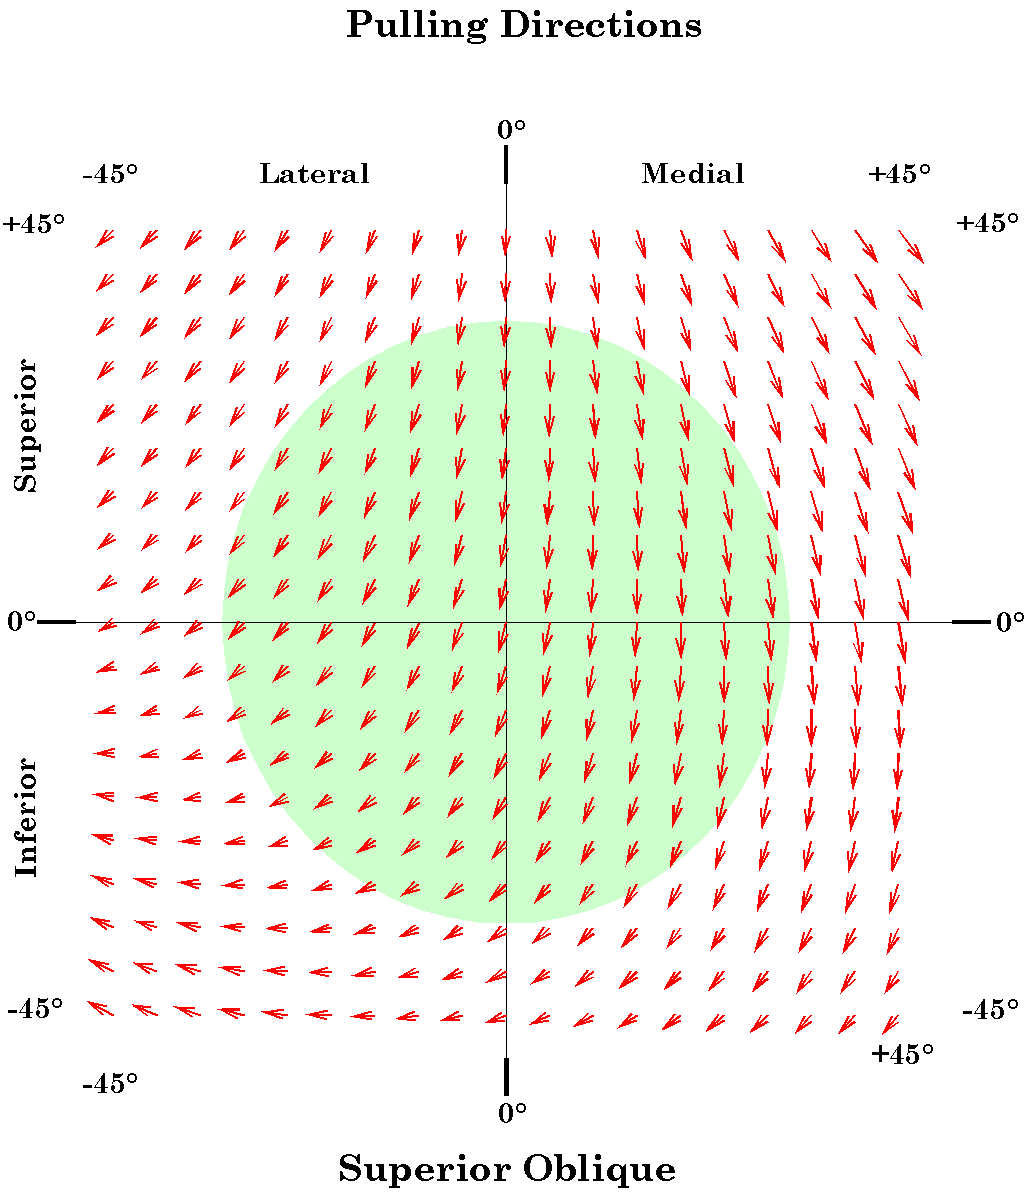 Pulling Directions
0°
-45° Lateral Medial +45°
+45° +45°
Superior
0° 0°
Inferior
-45° -45°
+45°
-45°
0°
Superior Oblique